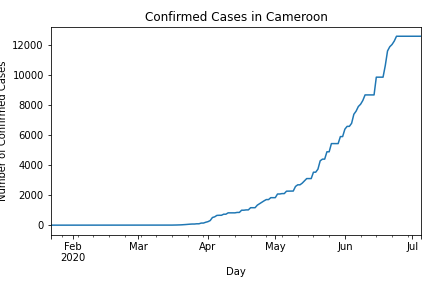 Confirmed Cases in Cameroon
Number of Confirmed Cases
12000
10000
8000
6000
4000
2000
0
Feb Mar Apr May Jun Jul
2020
Day